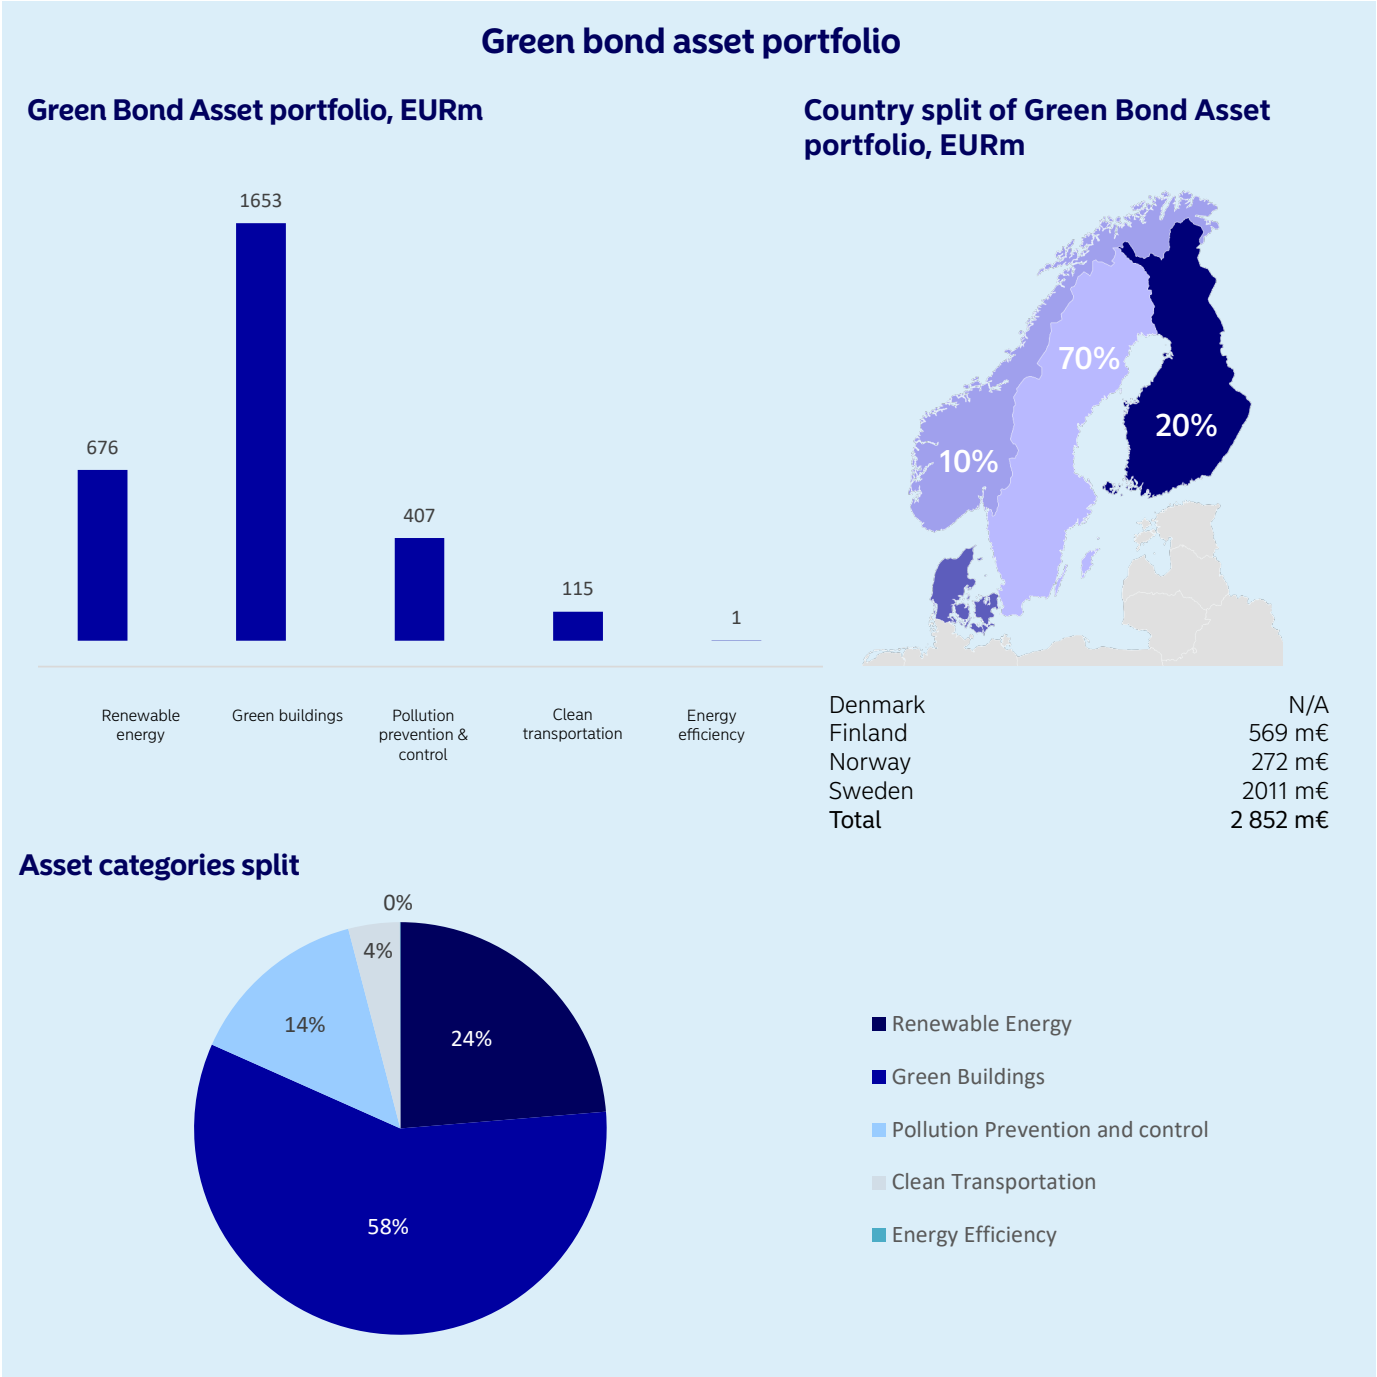 Green bond asset portfolio
Green Bond Asset portfolio, EURm
1653
676
407
115
1
Renewable
energy
Green buildings
Pollution
prevention &
control
Clean
transportation
Energy
efficiency
Country split of Green Bond Asset
portfolio, EURm
70%
20%
10%
Denmark N/A
Finland 569 m€
Norway 272 m€
Sweden 2011 m€
Total 2 852 m€
Asset categories split
0%
4%
14%
24%
58%
Renewable Energy
Green Buildings
Pollution Prevention and control
Clean Transportation
Energy Efficiency